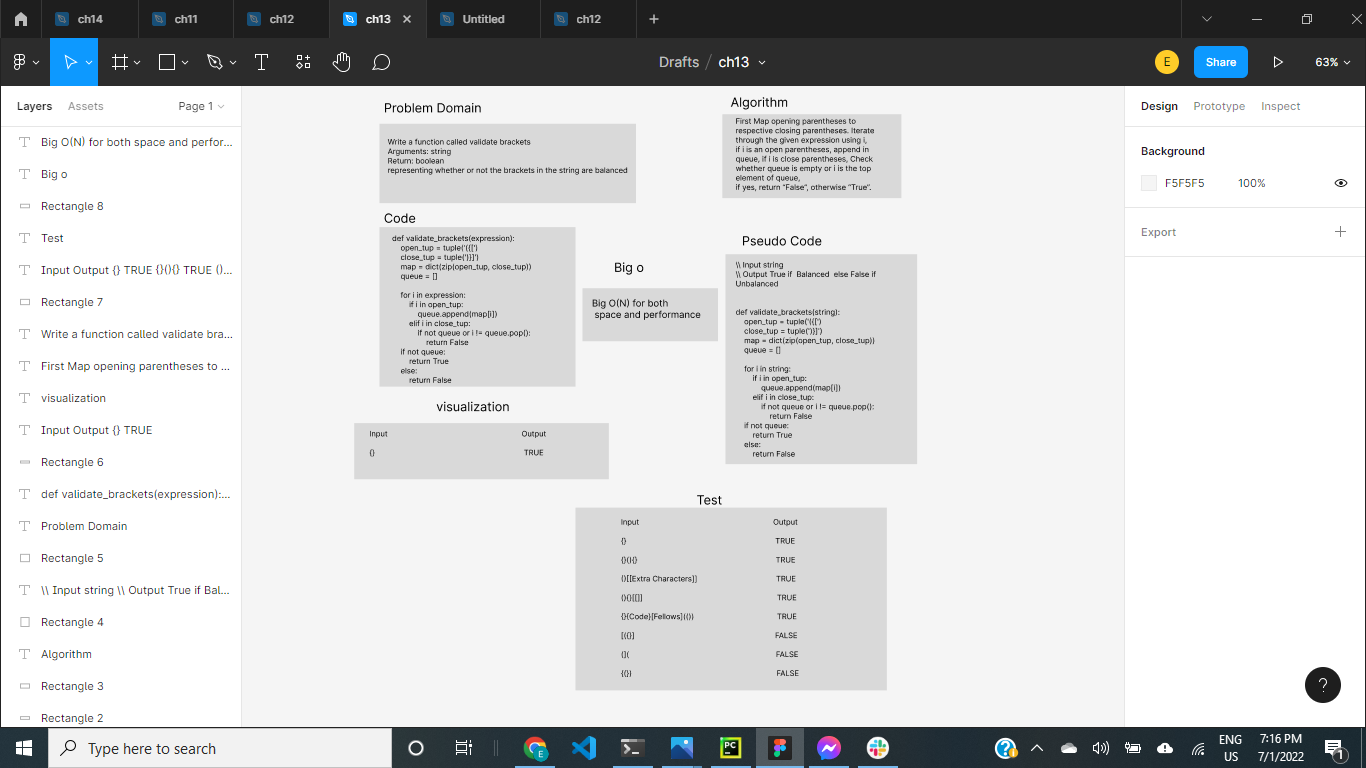 ch14
ch11
ch12
ch13
Untitled
ch12
Drafts / ch13
E
Share
63%
Layers
Assets
Page 1
Design
Prototype
Inspect
Big O(N) for both space and perfor...
Big o
Rectangle 8
Test
Input Output {} TRUE {}(){} TRUE ()...
Rectangle 7
Write a function called validate bra...
First Map opening parentheses to ...
visualization
Input Output {} TRUE
Rectangle 6
def validate_brackets(expression):...
Problem Domain
Rectangle 5
\\ Input string \\ Output True if Bal...
Rectangle 4
Algorithm
Rectangle 3
Rectangle 2
Problem Domain
Write a function called validate brackets
Arguments: string
Return: boolean
representing whether or not the brackets in the string are balanced
Algorithm
First Map opening parentheses to
respective closing parentheses. Iterate
through the given expression using i,
if i is an open parentheses, append in
queue, if i is close parentheses, Check
whether queue is empty or i is the top
element of queue,
if yes, return "False", otherwise "True".
Code
def validate_brackets(expression):
open_tup = tuple('({[')
close_tup = tuple(')}]')
map = dict(zip(open_tup, close_tup))
queue = []
for i in expression:
if i in open_tup:
queue.append(map[i])
elif i in close_tup:
if not queue or i != queue.pop():
return False
if not queue:
return True
else:
return False
Big o
Big O(N) for both
space and performance
Pseudo Code
\\ Input string
\\ Output True if Balanced else False if
Unbalanced
def validate_brackets(string):
open_tup = tuple('({[')
close_tup = tuple(')}]')
map = dict(zip(open_tup, close_tup))
queue = []
for i in string:
if i in open_tup:
queue.append(map[i])
elif i in close_tup:
if not queue or i != queue.pop():
return False
if not queue:
return True
else:
return False
visualization
Input Output
{} TRUE
Test
Input Output
{} TRUE
{}(){} TRUE
()[[Extra Characters]] TRUE
(){}[[]] TRUE
{}{Code}[Fellows](()) TRUE
[({}] FALSE
(]( FALSE
{(}) FALSE
Background
F5F5F5 100%
Export
?
Type here to search
PC
ENG
US
7:16 PM
7/1/2022
1